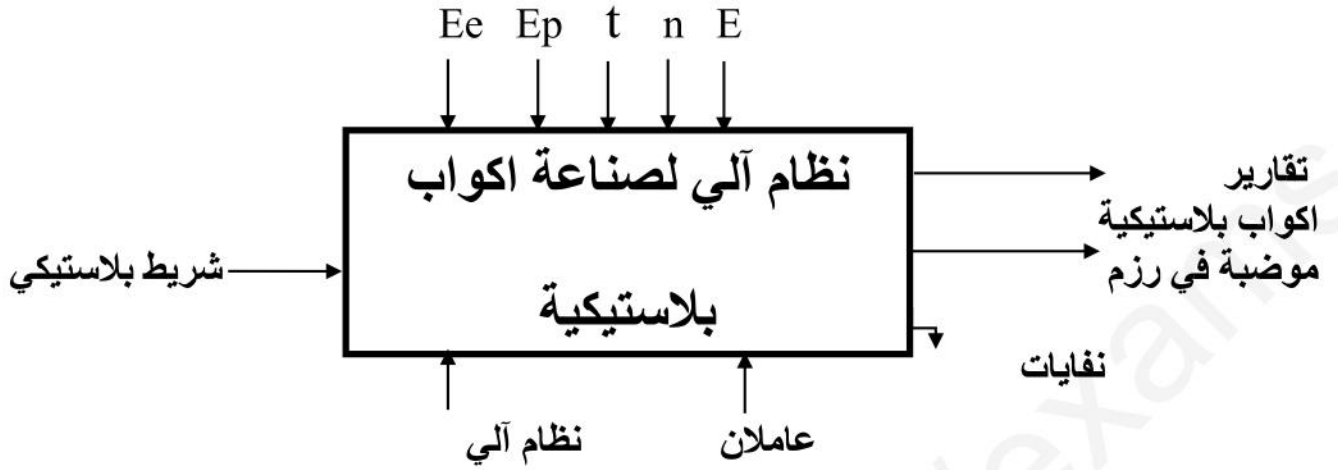 Ee Ep t n E
نظام آلي لصناعة اكواب
بلاستيكية
شريط بلاستيكي
تقارير
اكواب بلاستيكية
موضبة في رزم
نفايات
نظام آلي
عاملان